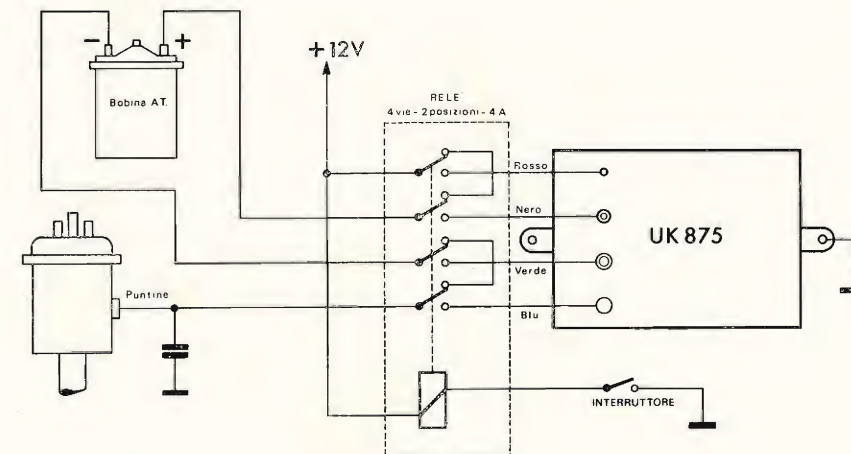 - +
Bobina A.T.
+12V
RELE
4 vie - 2 posizioni - 4 A
Rosso
Nero
UK 875
Verde
Puntine
Blu
INTERRUTTORE